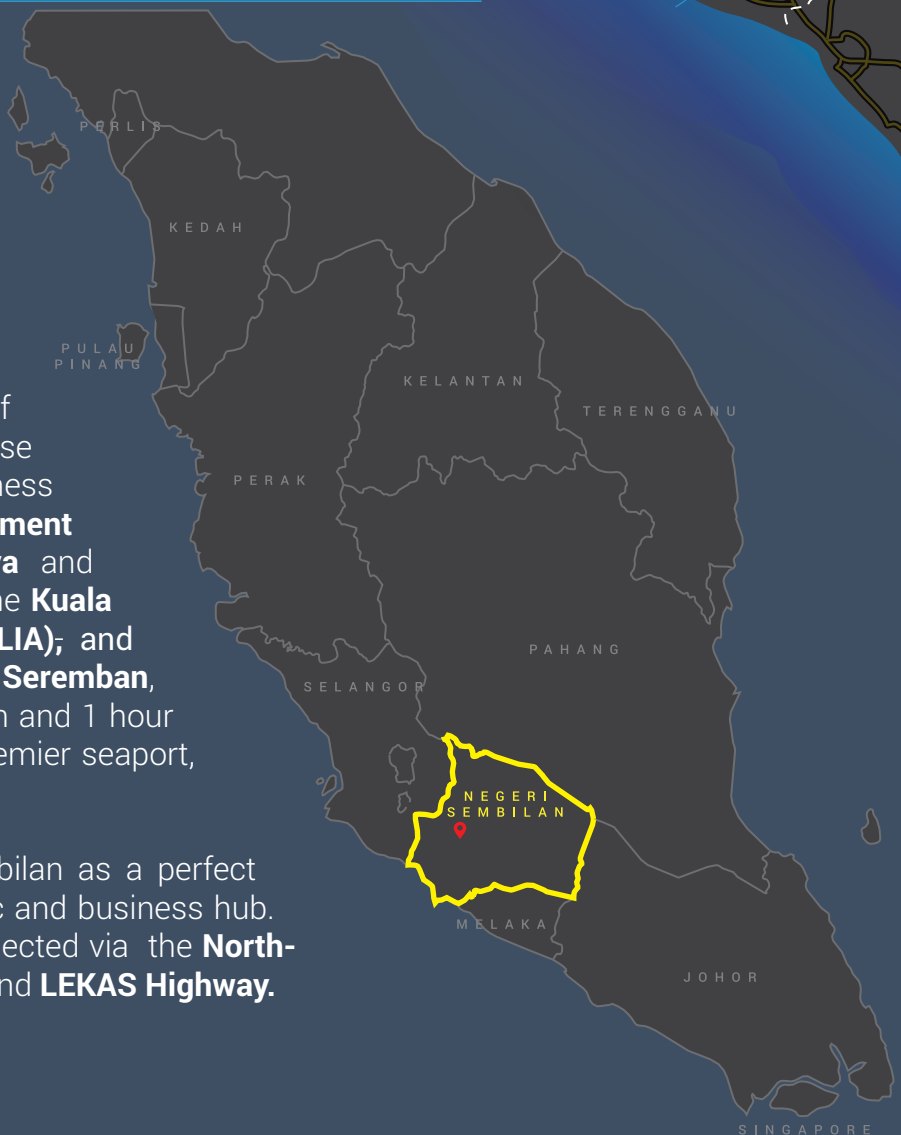 PERLIS
KEDAH
PULAU
PINANG
KELANTAN
TERENGGANU
PERAK
PAHANG
SELANGOR
NEGERI
SEMBILAN
MELAKA
JOHOR
SINGAPORE
of
se
ness
ment
va and
he Kuala
LIA), and
Seremban,
n and 1 hour
emier seaport,
bilan as a perfect
c and business hub.
ected via the North-
nd LEKAS Highway.